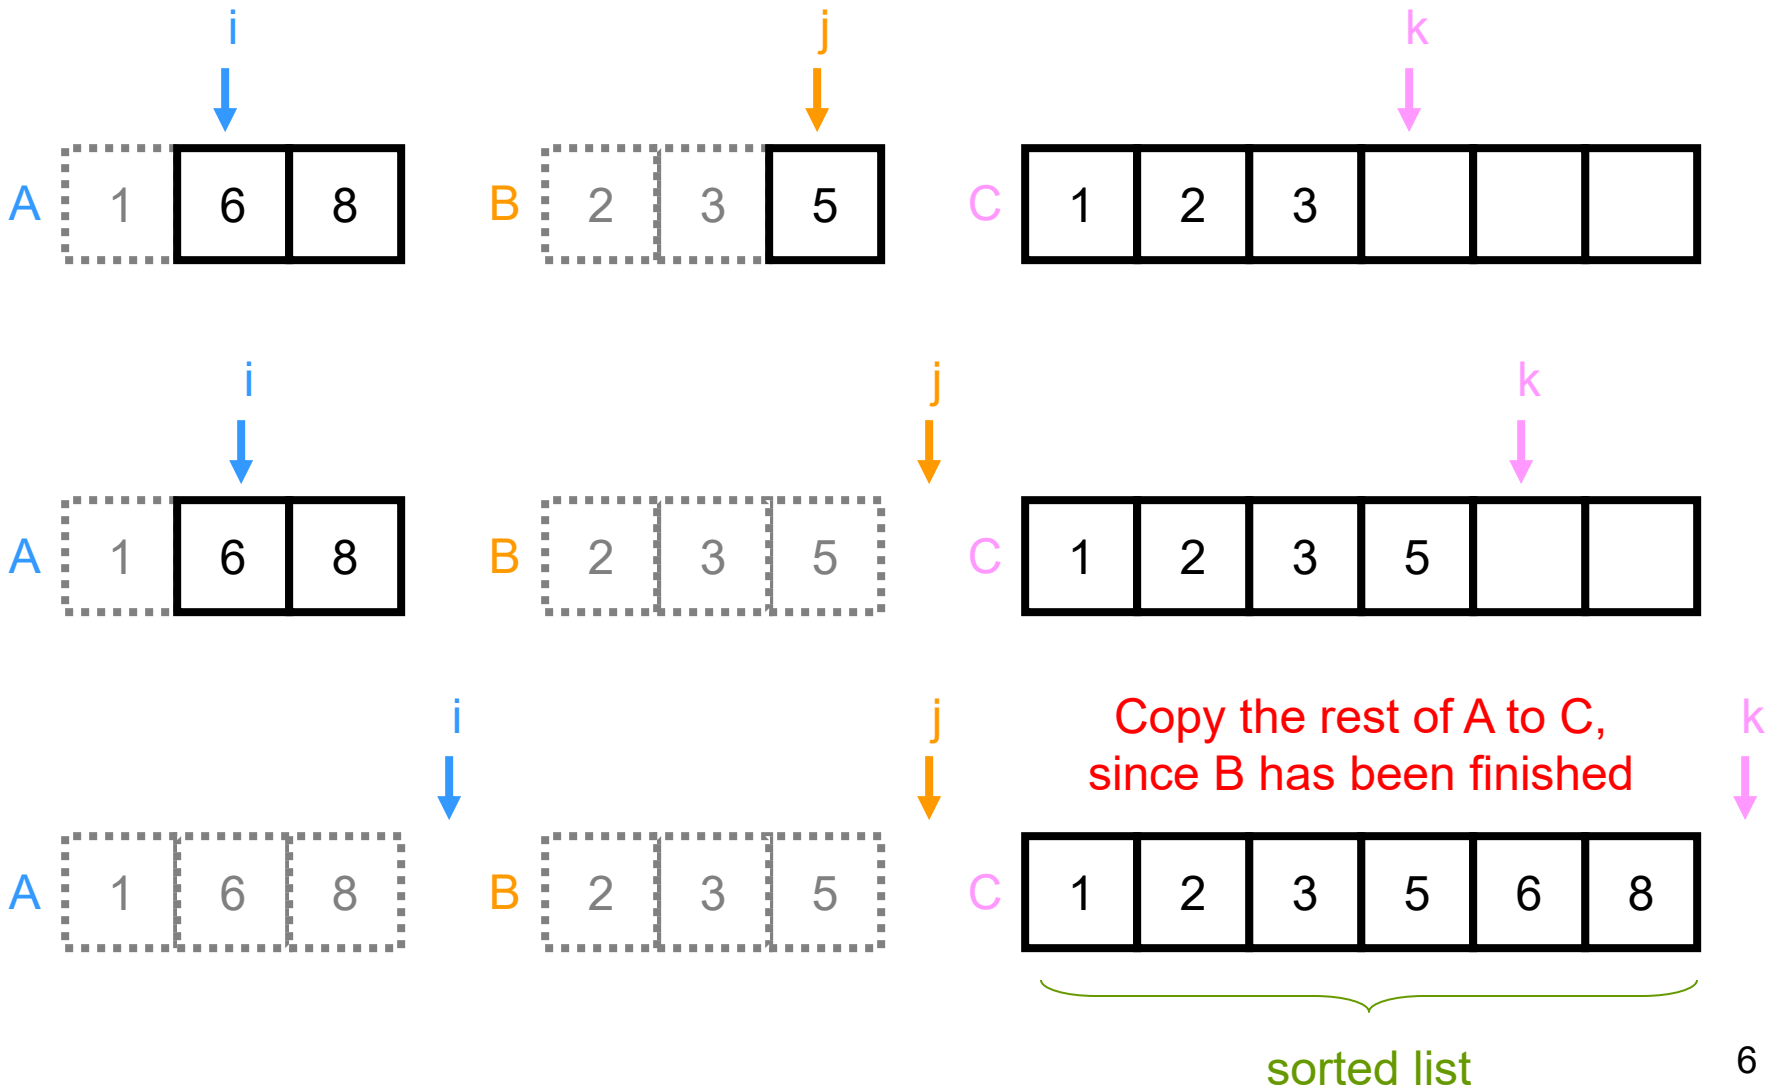 i j k
A 1 6 8 B 2 3 5 C 1 2 3
i j k
A 1 6 8 B 2 3 5 C 1 2 3 5
i j Copy the rest of A to C, k
since B has been finished
A 1 6 8 B 2 3 5 C 1 2 3 5 6 8
sorted list
6